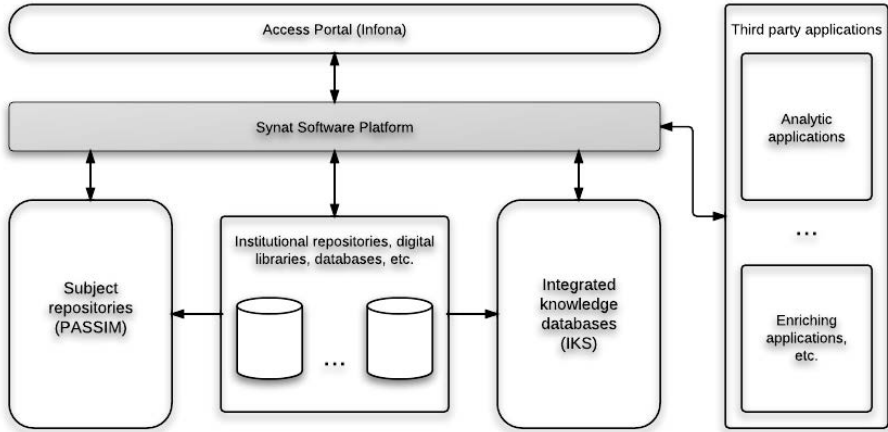 Access Portal (Infona)
Synat Software Platform
Subject
repositories
(PASSIM)
Institutional repositories, digital
libraries, databases, etc.
...
Integrated
knowledge
databases
(IKS)
Third party applications
Analytic
applications
...
Enriching
applications,
etc.